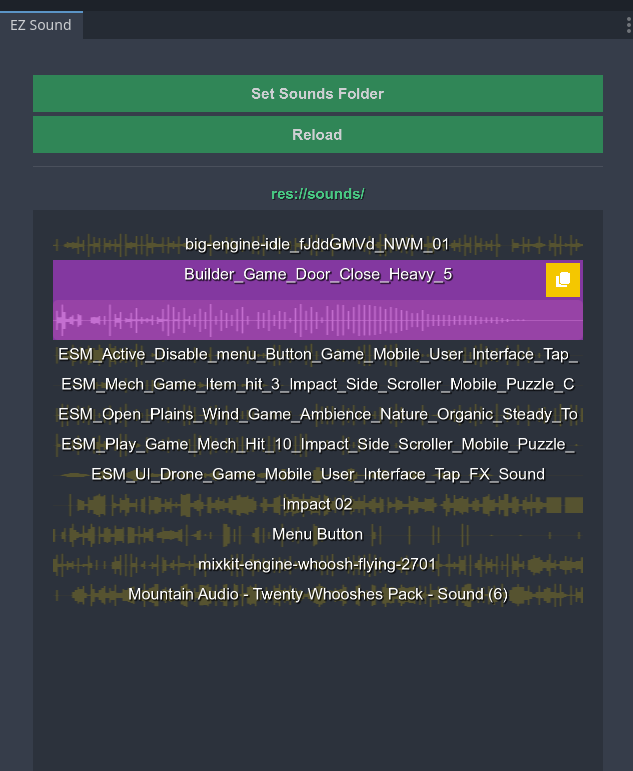 EZ Sound
Set Sounds Folder
Reload
res://sounds/
big-engine-idle_fJddGMVd_NWM_01
Builder_Game_Door_Close_Heavy_5
ESM_Active_Disable_menu_Button_Game_Mobile_User_Interface_Tap_
ESM_Mech_Game_Item_hit_3_Impact_Side_Scroller_Mobile_Puzzle_C
ESM_Open_Plains_Wind_Game_Ambience_Nature_Organic_Steady_To
ESM_Play_Game_Mech_Hit_10_Impact_Side_Scroller_Mobile_Puzzle_
ESM_UI_Drone_Game_Mobile_User_Interface_Tap_FX_Sound
Impact 02
Menu Button
mixkit-engine-whoosh-flying-2701
Mountain Audio - Twenty Whooshes Pack - Sound (6)